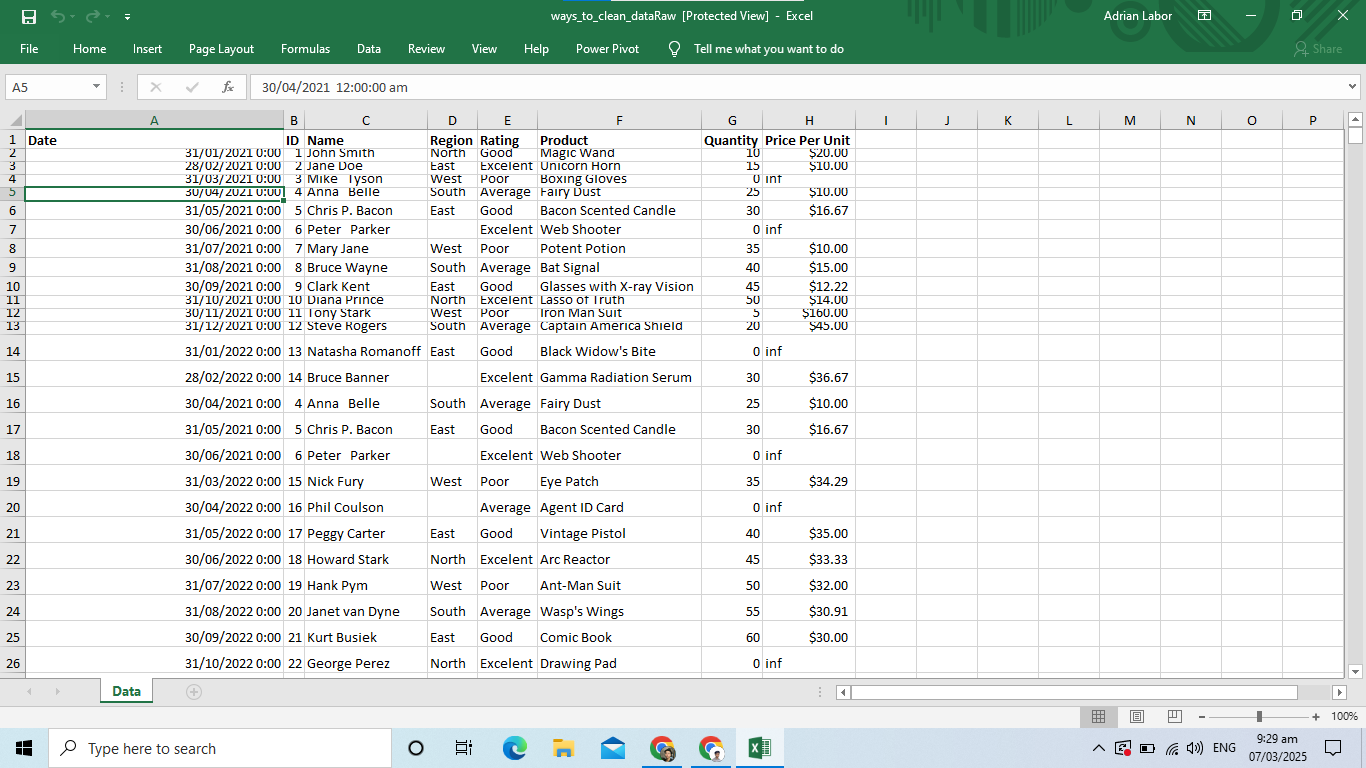 ways_to_clean_dataRaw [Protected View] - Excel
Adrian Labor
File Home Insert Page Layout Formulas Data Review View Help Power Pivot Tell me what you want to do Share
A5 fx 30/04/2021 12:00:00 am
A B C D E F G H I J K L M N O P
1 Date ID Name Region Rating Product Quantity Price Per Unit
2 31/01/2021 0:00 1 John Smith North Good Magic Wand 10 $20.00
3 28/02/2021 0:00 2 Jane Doe East Excelent Unicorn Horn 15 $10.00
4 31/03/2021 0:00 3 Mike   Tyson West Poor Boxing Gloves 0 inf
5 30/04/2021 0:00 4 Anna   Belle South Average Fairy Dust 25 $10.00
6 31/05/2021 0:00 5 Chris P. Bacon East Good Bacon Scented Candle 30 $16.67
7 30/06/2021 0:00 6 Peter   Parker Excelent Web Shooter 0 inf
8 31/07/2021 0:00 7 Mary Jane West Poor Potent Potion 35 $10.00
9 31/08/2021 0:00 8 Bruce Wayne South Average Bat Signal 40 $15.00
10 30/09/2021 0:00 9 Clark Kent East Good Glasses with X-ray Vision 45 $12.22
11 31/10/2021 0:00 10 Diana Prince North Excelent Lasso of Truth 50 $14.00
12 30/11/2021 0:00 11 Tony Stark West Poor Iron Man Suit 5 $160.00
13 31/12/2021 0:00 12 Steve Rogers South Average Captain America Shield 20 $45.00
14 31/01/2022 0:00 13 Natasha Romanoff East Good Black Widow's Bite 0 inf
15 28/02/2022 0:00 14 Bruce Banner Excelent Gamma Radiation Serum 30 $36.67
16 30/04/2021 0:00 4 Anna   Belle South Average Fairy Dust 25 $10.00
17 31/05/2021 0:00 5 Chris P. Bacon East Good Bacon Scented Candle 30 $16.67
18 30/06/2021 0:00 6 Peter   Parker Excelent Web Shooter 0 inf
19 31/03/2022 0:00 15 Nick Fury West Poor Eye Patch 35 $34.29
20 30/04/2022 0:00 16 Phil Coulson Average Agent ID Card 0 inf
21 31/05/2022 0:00 17 Peggy Carter East Good Vintage Pistol 40 $35.00
22 30/06/2022 0:00 18 Howard Stark North Excelent Arc Reactor 45 $33.33
23 31/07/2022 0:00 19 Hank Pym West Poor Ant-Man Suit 50 $32.00
24 31/08/2022 0:00 20 Janet van Dyne South Average Wasp's Wings 55 $30.91
25 30/09/2022 0:00 21 Kurt Busiek East Good Comic Book 60 $30.00
26 31/10/2022 0:00 22 George Perez North Excelent Drawing Pad 0 inf
Data
100%
Type here to search
ENG
9:29 am
07/03/2025